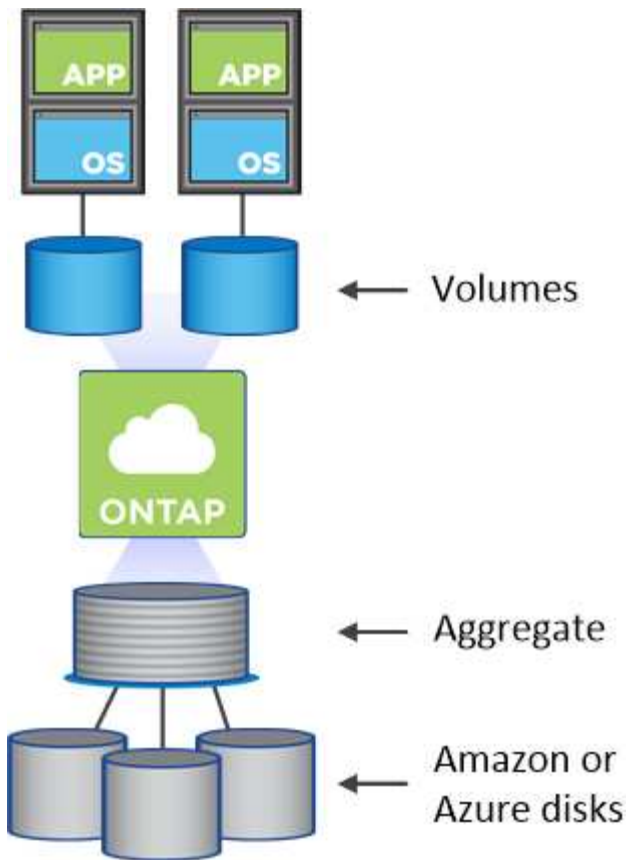 APP
APP
OS
OS
Volumes
ONTAP
Aggregate
Amazon or
Azure disks